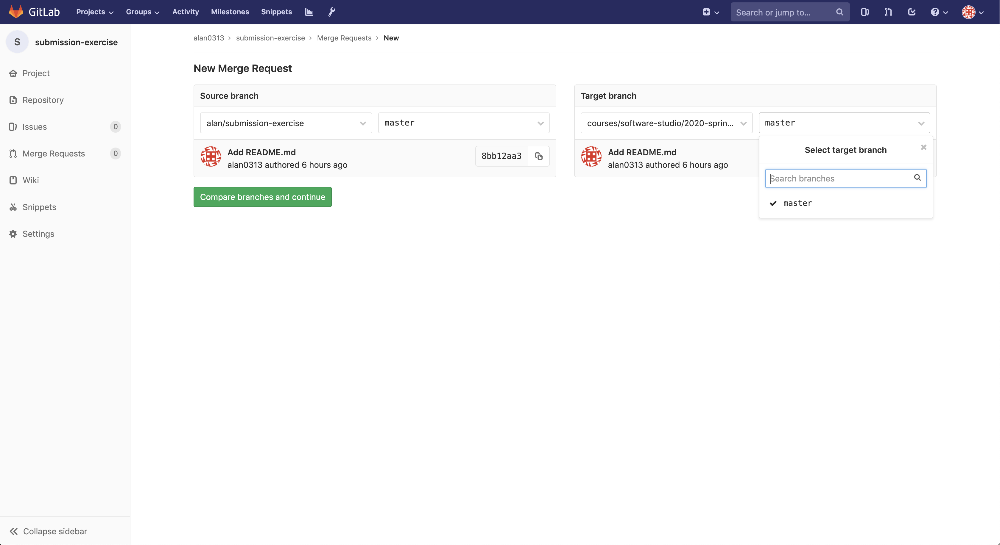 GitLab
Projects
Groups
Activity
Milestones
Snippets
Search or jump to...
S
submission-exercise
Project
Repository
Issues
0
Merge Requests
0
Wiki
Snippets
Settings
Collapse sidebar
alan0313 › submission-exercise › Merge Requests › New
New Merge Request
Source branch
alan/submission-exercise
master
Add README.md
alan0313 authored 6 hours ago
8bb12aa3
Compare branches and continue
Target branch
courses/software-studio/2020-sprin...
master
Add README.md
alan0313 authored 6 hours ago
Select target branch
Search branches
master